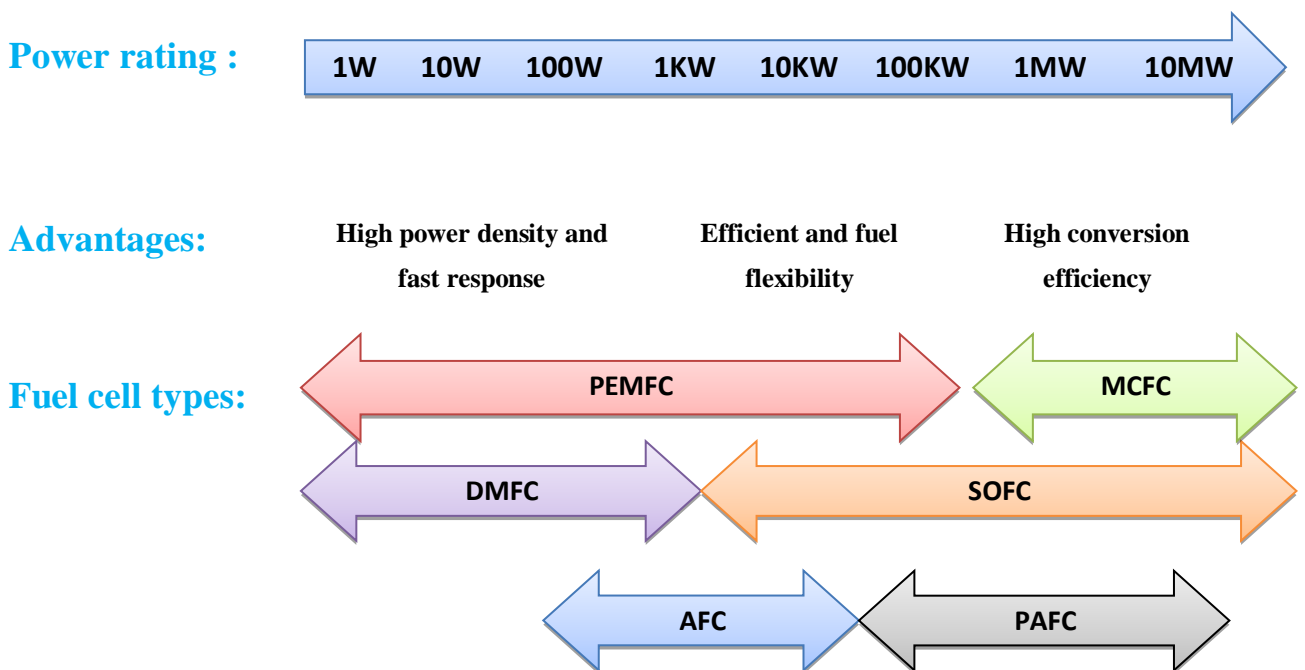 Power rating :
1W 10W 100W 1KW 10KW 100KW 1MW 10MW
Advantages:
High power density and
fast response
Efficient and fuel
flexibility
High conversion
efficiency
Fuel cell types:
PEMFC
MCFC
DMFC
SOFC
AFC
PAFC